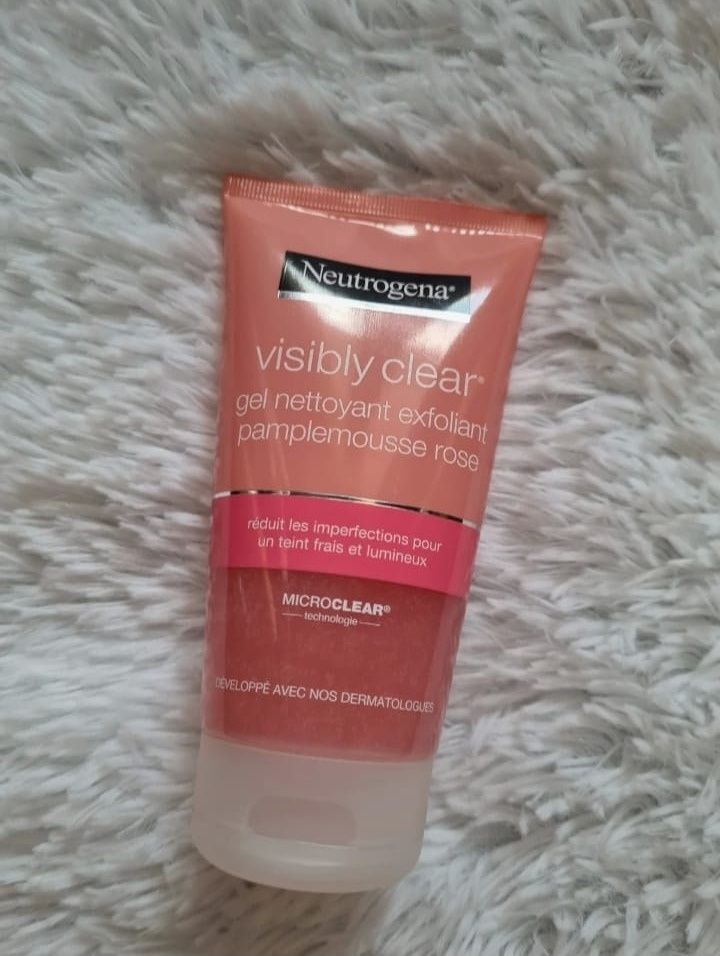 Neutrogena®
visibly clear®
gel nettoyant exfoliant
pamplemousse rose
réduit les imperfections pour
un teint frais et lumineux
MICROCLEAR®
technologie
DÉVELOPPÉ AVEC NOS DERMATOLOGUES